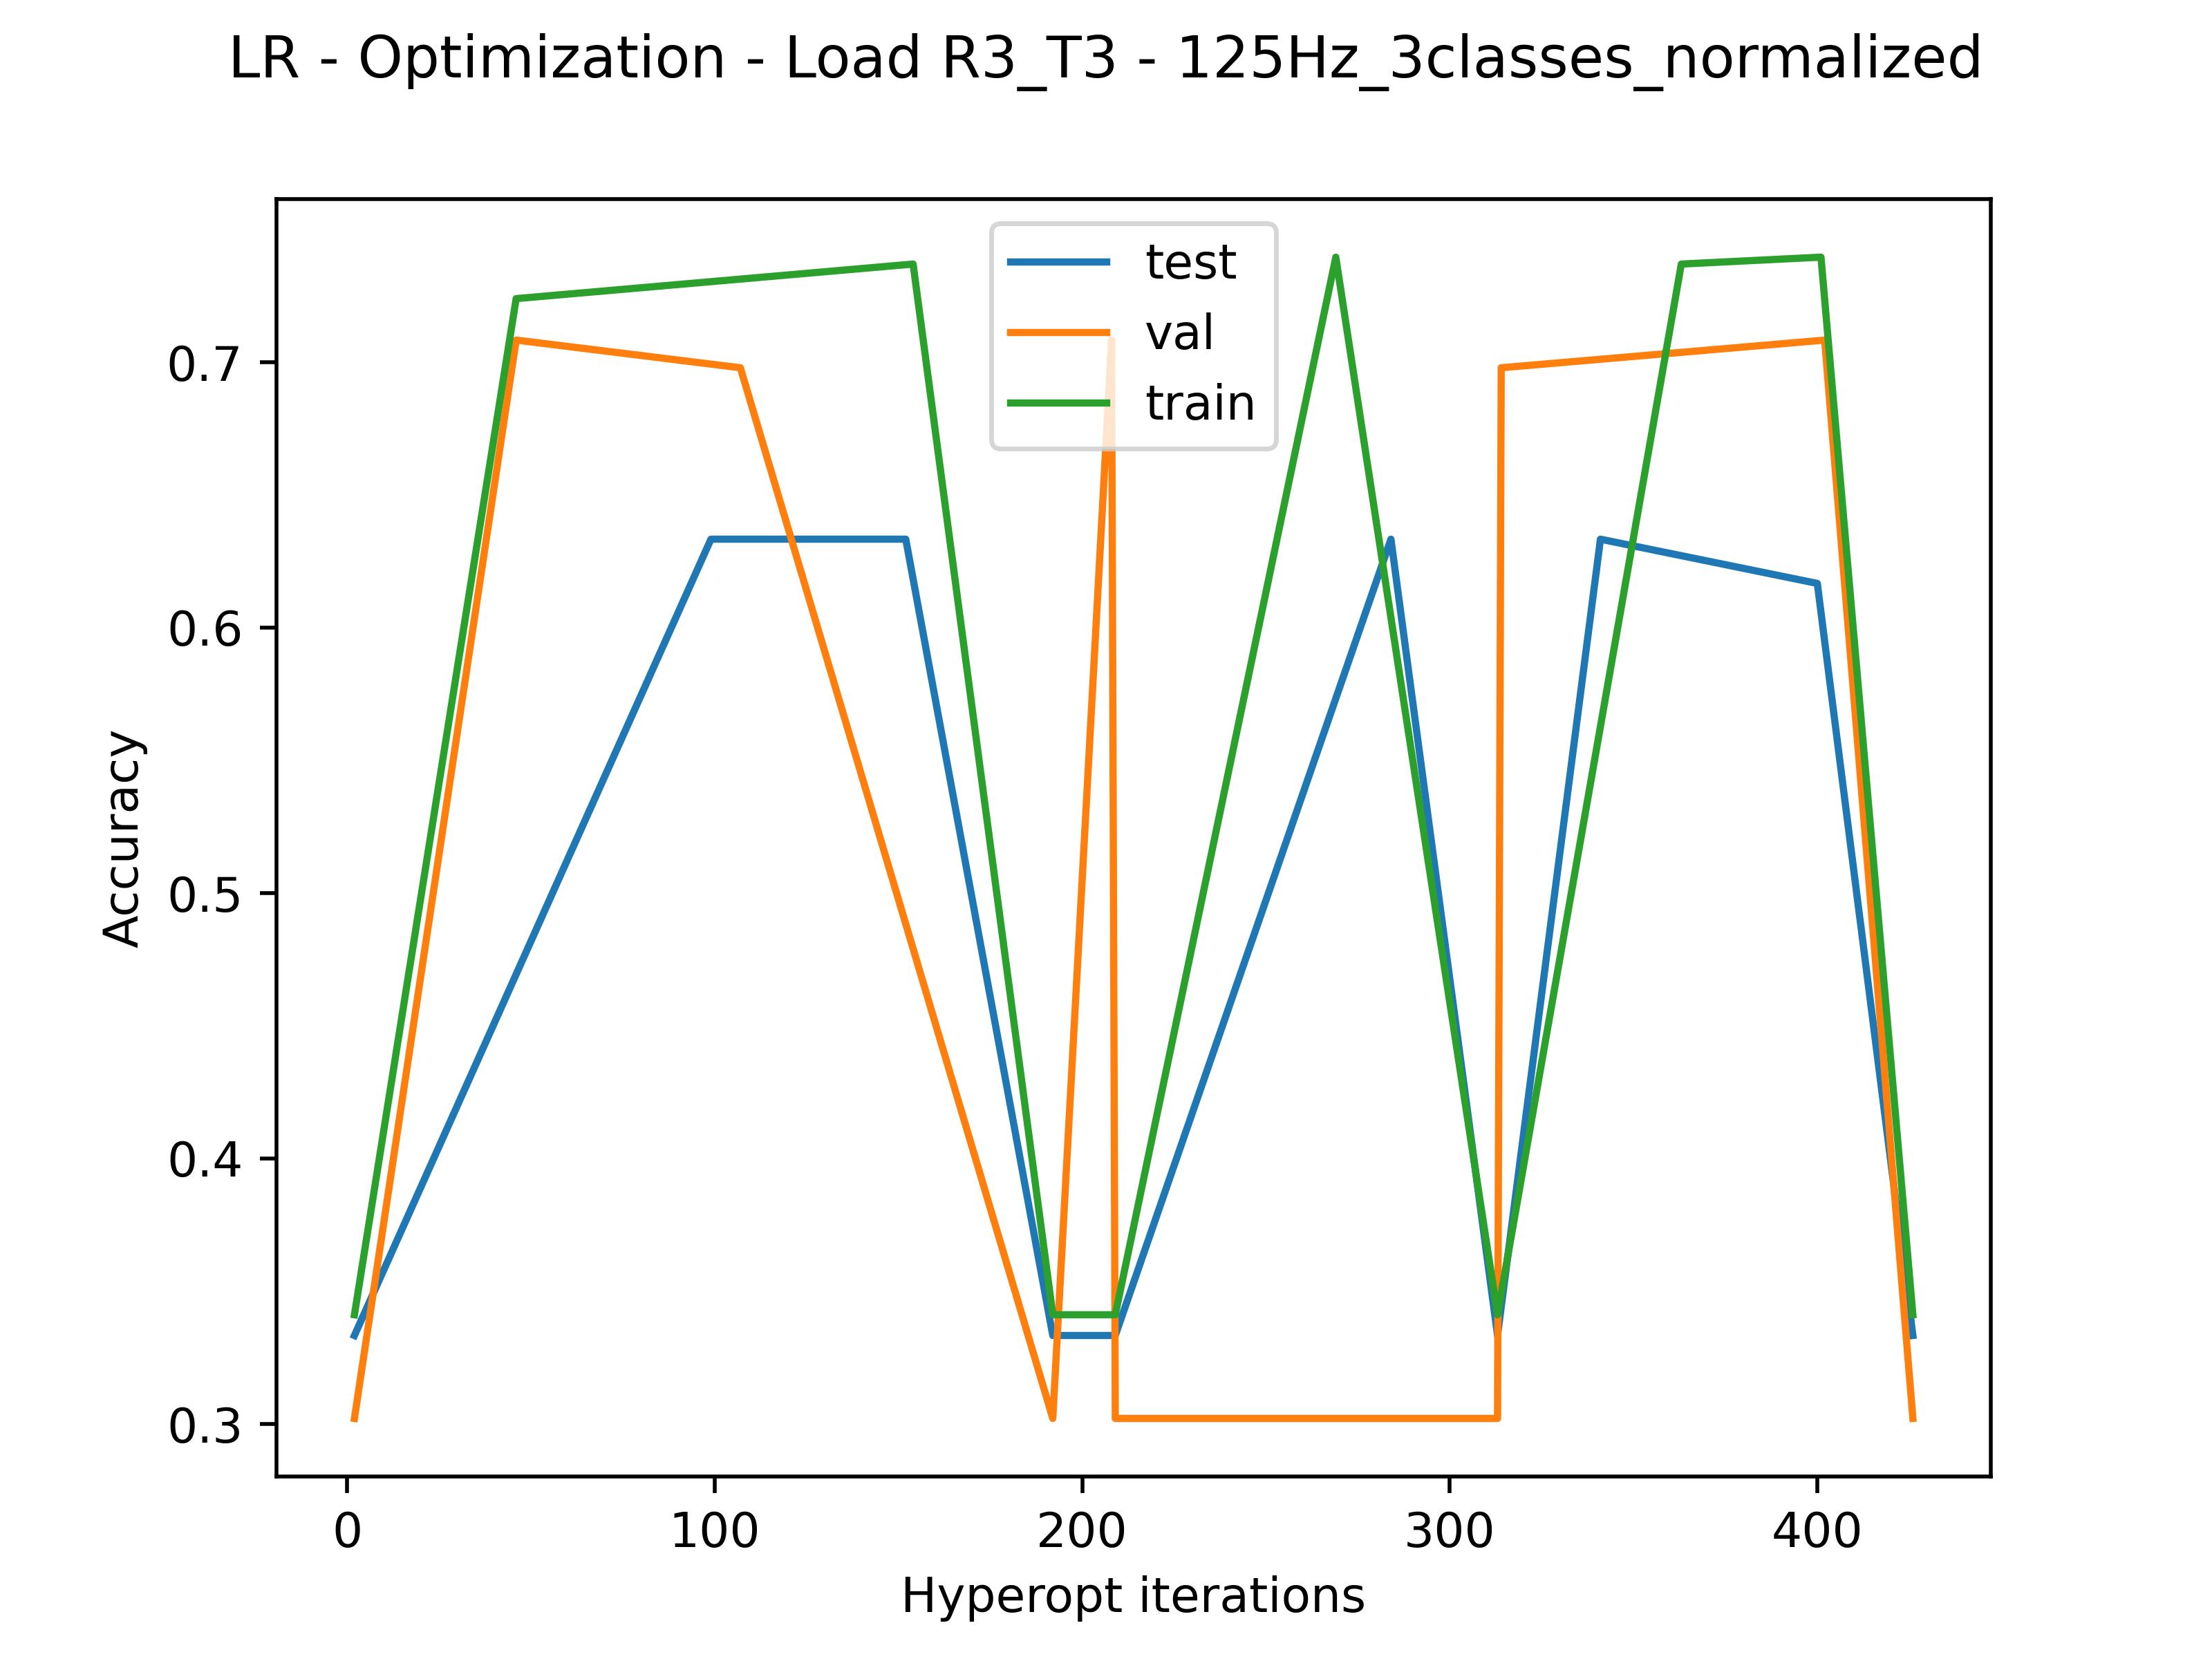 LR - Optimization - Load R3_T3 - 125Hz_3classes_normalized
test
val
train
0.7
0.6
0.5
0.4
0.3
Accuracy
0 100 200 300 400
Hyperopt iterations